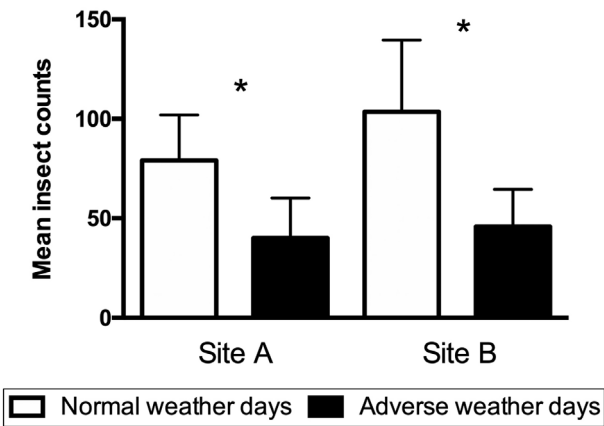 Mean insect counts
150
*
*
100
50
0
Site A
Site B
Normal weather days
Adverse weather days